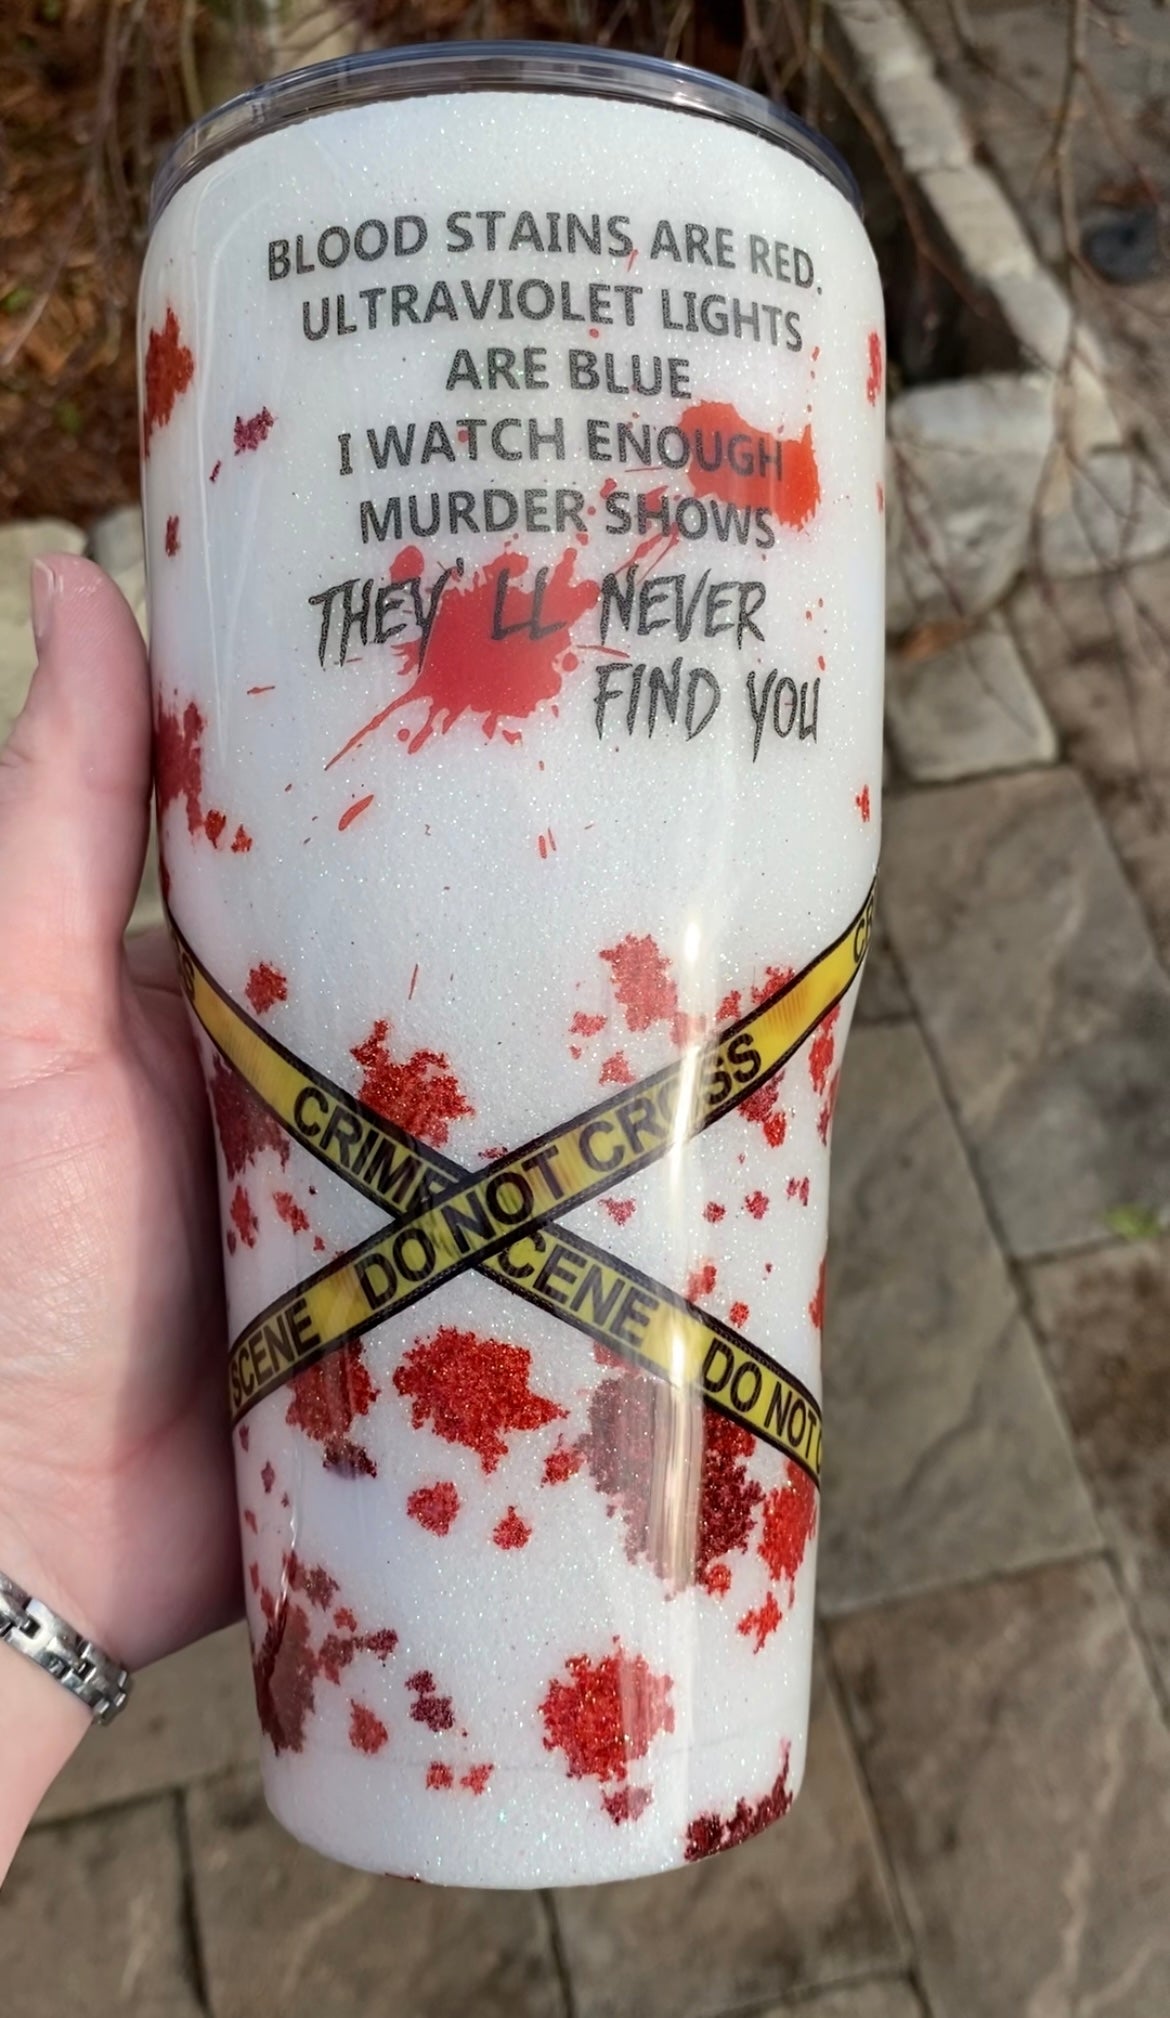 BLOOD STAINS ARE RED.
ULTRAVIOLET LIGHTS
ARE BLUE
I WATCH ENOUGH
MURDER SHOWS
THEY'LL NEVER
FIND YOU
CRIME SCENE DO NOT
SCENE DO NOT CROSS